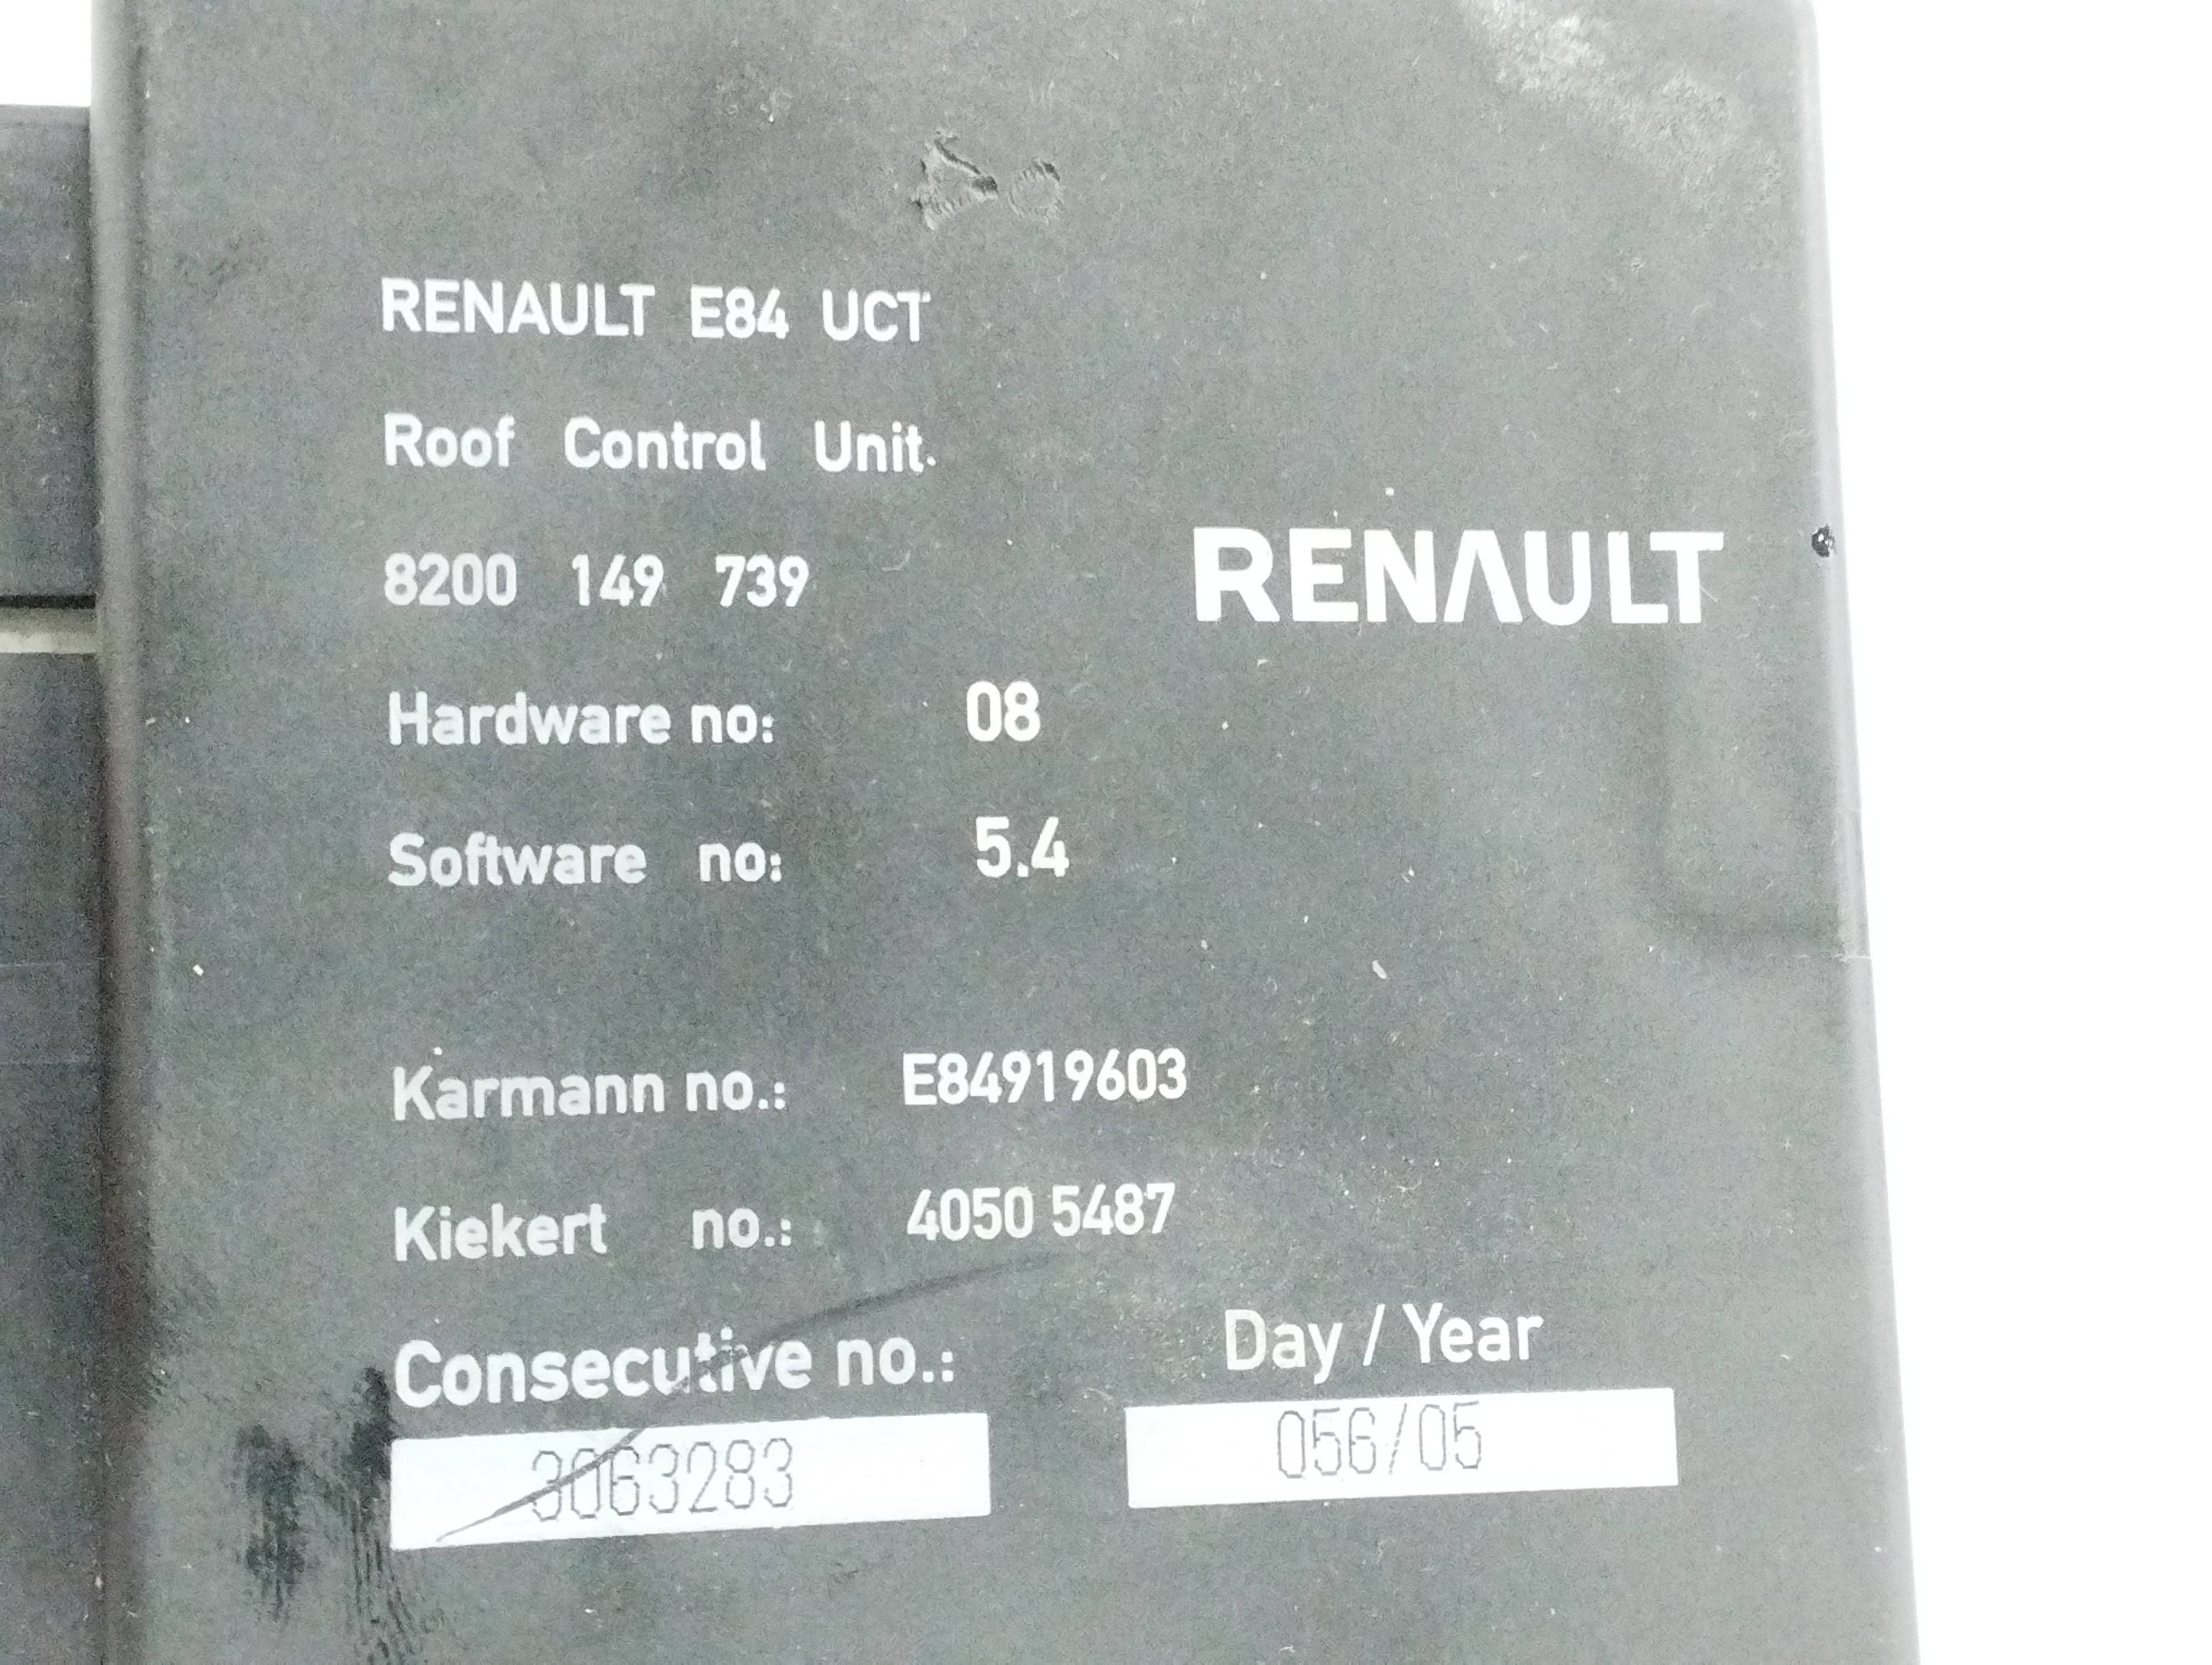 RENAULT E84 UCT
Roof Control Unit.
8200 149 739
RENAULT
Hardware no: 08
Software no: 5.4
Karmann no.: E84919603
Kiekert no.: 4050 5487
Consecutive no.: Day / Year
3063283 056/05